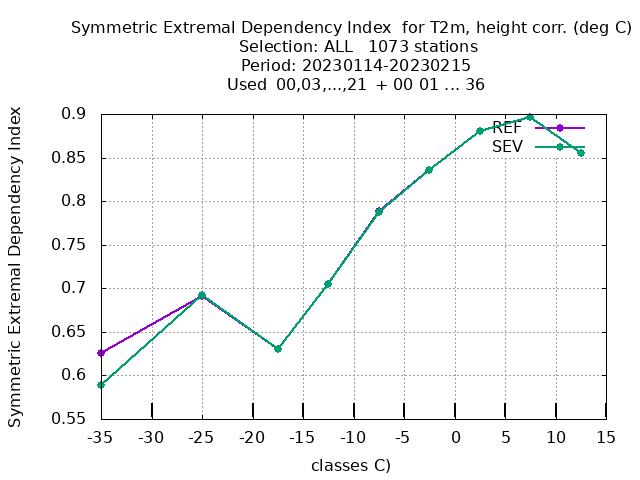 Symmetric Extremal Dependency Index  for T2m, height corr. (deg C)
Selection: ALL   1073 stations
Period: 20230114-20230215
Used  00,03,...,21  + 00 01 ... 36
Symmetric Extremal Dependency Index
0.9
0.85
0.8
0.75
0.7
0.65
0.6
0.55
REF
SEV
-35 -30 -25 -20 -15 -10 -5 0 5 10 15
classes C)